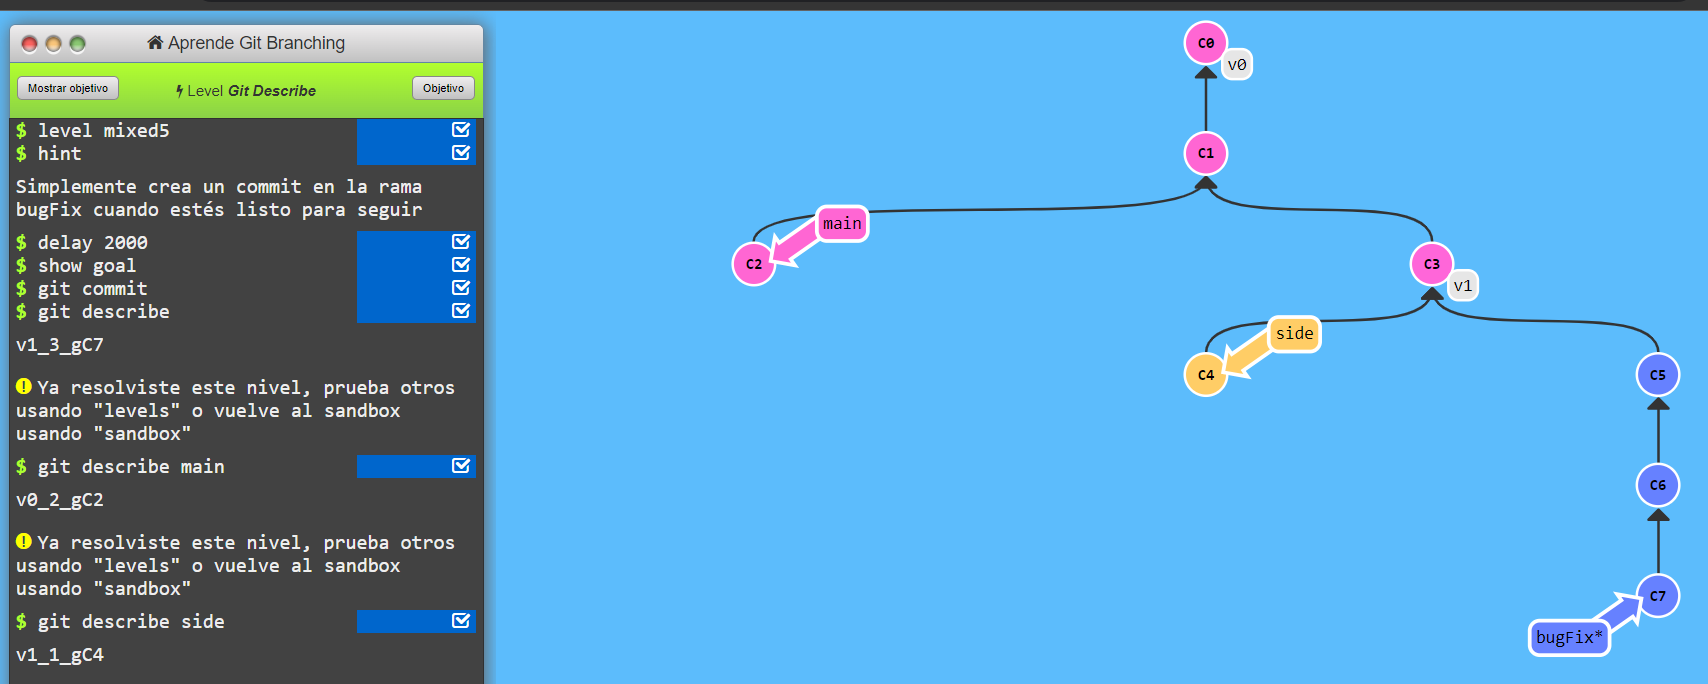 Aprende Git Branching
Mostrar objetivo
Level Git Describe
Objetivo
$ level mixed5
$ hint
Simplemente crea un commit en la rama
bugFix cuando estés listo para seguir
$ delay 2000
$ show goal
$ git commit
$ git describe
v1_3_gC7
Ya resolviste este nivel, prueba otros
usando "levels" o vuelve al sandbox
usando "sandbox"
$ git describe main
v0_2_gC2
Ya resolviste este nivel, prueba otros
usando "levels" o vuelve al sandbox
usando "sandbox"
$ git describe side
v1_1_gC4
C0
v0
C1
main
C2
C3
v1
side
C4
C5
C6
C7
bugFix*